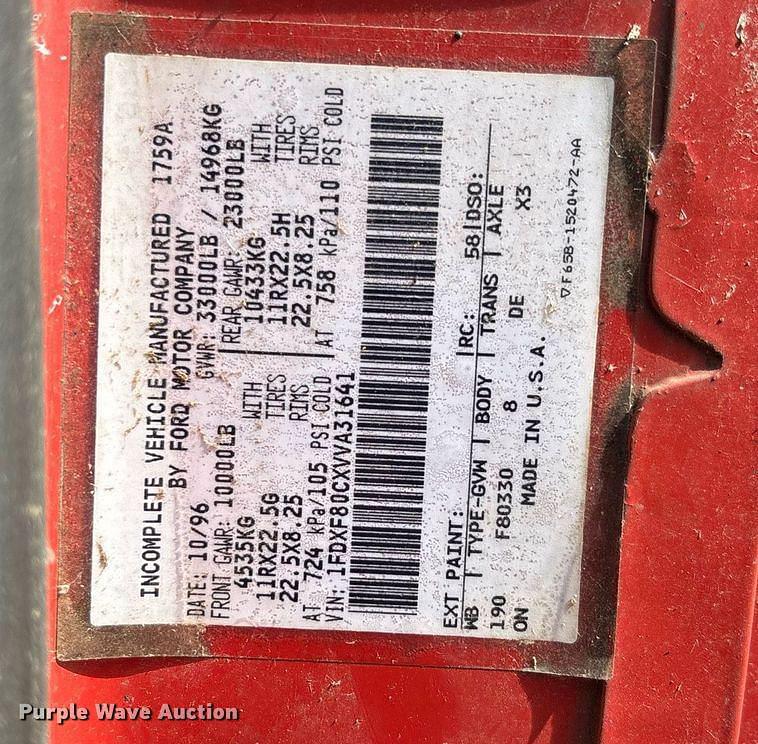 INCOMPLETE VEHICLE MANUFACTURED 1759A
BY FORD MOTOR COMPANY
DATE: 10/96 GVWR: 33000LB / 14968KG
FRONT GAWR: 10000LB REAR GAWR: 23000LB
4535KG WITH 10433KG WITH
11RX22.5G TIRES 11RX22.5H TIRES
22.5X8.25 RIMS 22.5X8.25 RIMS
AT 724 kPa/105 PSI COLD AT 758 kPa/110 PSI COLD
VIN: 1FDXF80CXVVA31641
EXT PAINT: RC: 58 DSO:
WB TYPE-GVW BODY TRANS AXLE
190 F80330 8 DE X3
ON MADE IN U.S.A.
F65B-1520472-AA
Purple Wave Auction